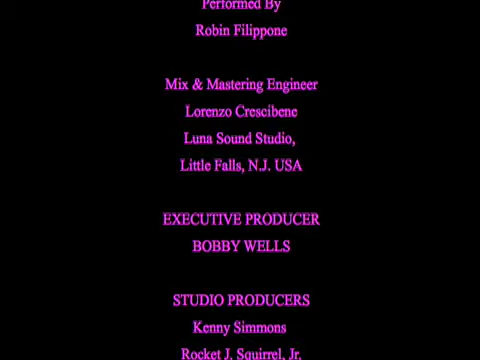 Performed By
Robin Filippone
Mix & Mastering Engineer
Lorenzo Crescibene
Luna Sound Studio,
Little Falls, N.J. USA
EXECUTIVE PRODUCER
BOBBY WELLS
STUDIO PRODUCERS
Kenny Simmons
Rocket J. Squirrel, Jr.